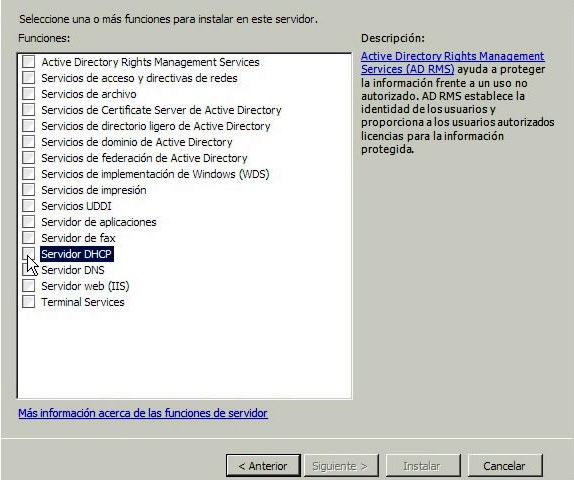 Seleccione una o más funciones para instalar en este servidor.
Funciones:
Active Directory Rights Management Services
Servicios de acceso y directivas de redes
Servicios de archivo
Servicios de Certificate Server de Active Directory
Servicios de directorio ligero de Active Directory
Servicios de dominio de Active Directory
Servicios de federación de Active Directory
Servicios de implementación de Windows (WDS)
Servicios de impresión
Servicios UDDI
Servidor de aplicaciones
Servidor de fax
Servidor DHCP
Servidor DNS
Servidor web (IIS)
Terminal Services
Más información acerca de las funciones de servidor
Descripción:
Active Directory Rights Management
Services (AD RMS) ayuda a proteger
la información frente a un uso no
autorizado. AD RMS establece la
identidad de los usuarios y
proporciona a los usuarios autorizados
licencias para la información
protegida.
< Anterior
Siguiente >
Instalar
Cancelar